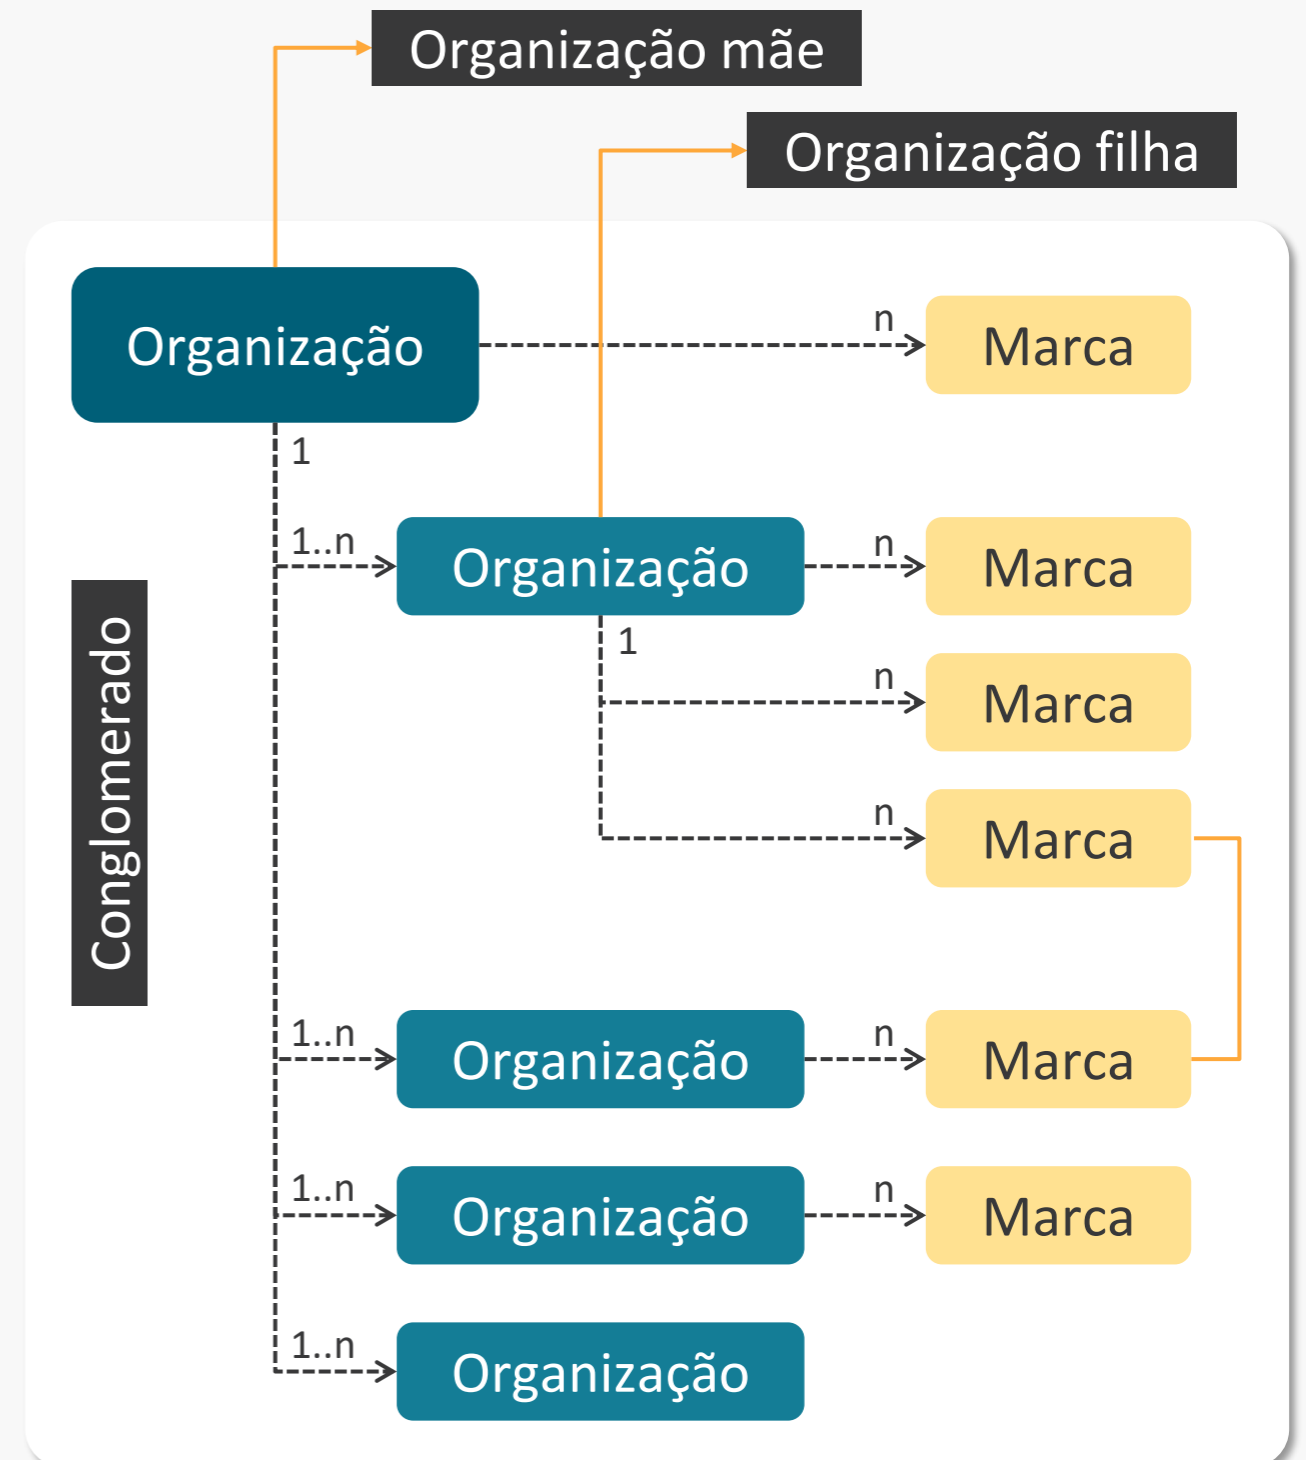 Organização mãe
Organização filha
Organização
n
Marca
1
1..n
Organização
n
Marca
1
n
Marca
n
Marca
Conglomerado
1..n
Organização
n
Marca
1..n
Organização
n
Marca
1..n
Organização